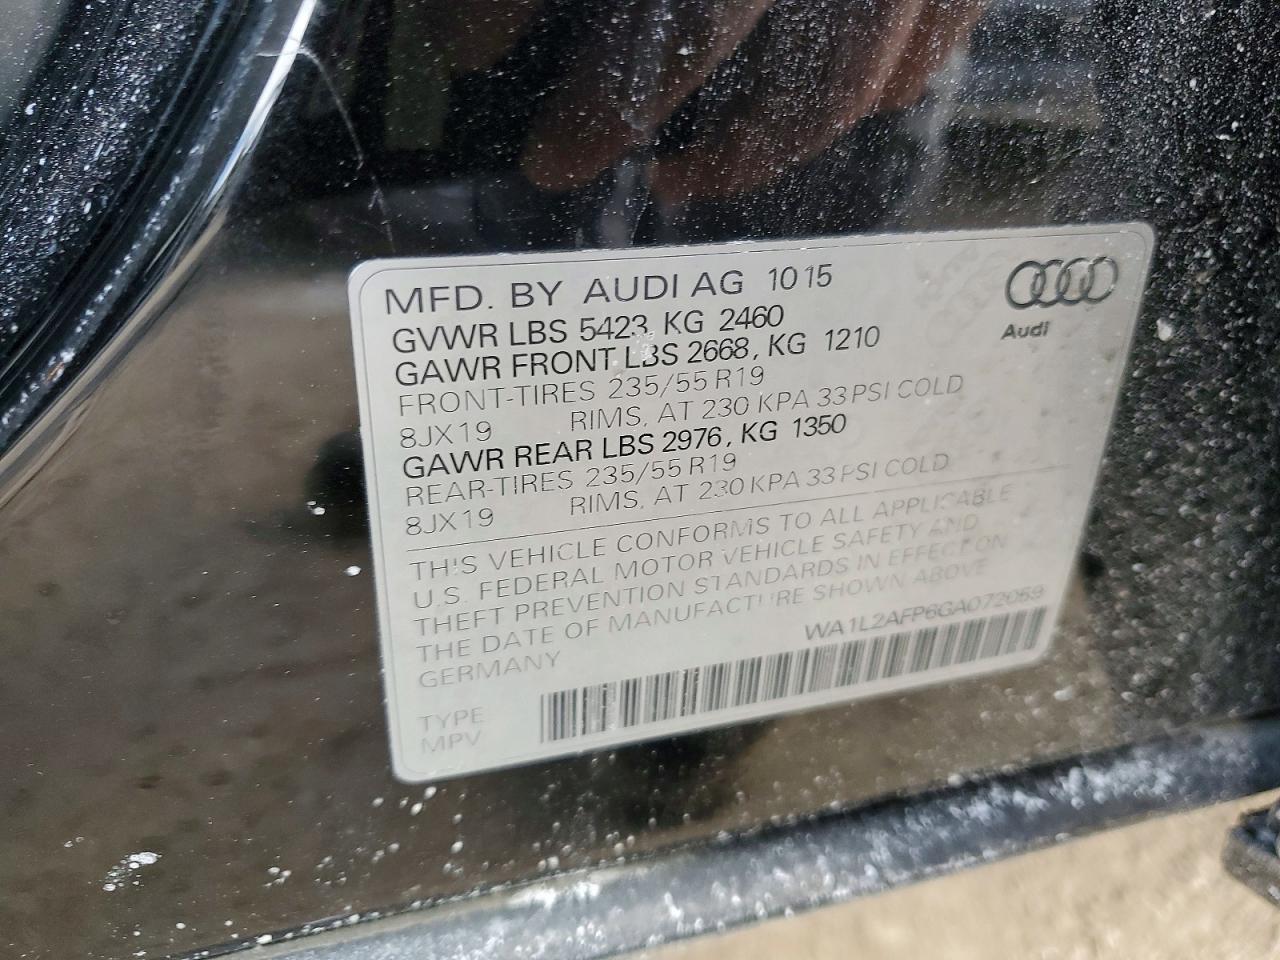 MFD. BY AUDI AG 10 15
Audi
GVWR LBS 5423, KG 2460
GAWR FRONT LBS 2668, KG 1210
FRONT-TIRES 235/55 R19
8JX19 RIMS, AT 230 KPA 33 PSI COLD
GAWR REAR LBS 2976, KG 1350
REAR-TIRES 235/55 R19
8JX19 RIMS, AT 230 KPA 33 PSI COLD
THIS VEHICLE CONFORMS TO ALL APPLICABLE
U.S. FEDERAL MOTOR VEHICLE SAFETY AND
THEFT PREVENTION STANDARDS IN EFFECT ON
THE DATE OF MANUFACTURE SHOWN ABOVE
GERMANY WA1L2AFP6GA072059
TYPE
MPV